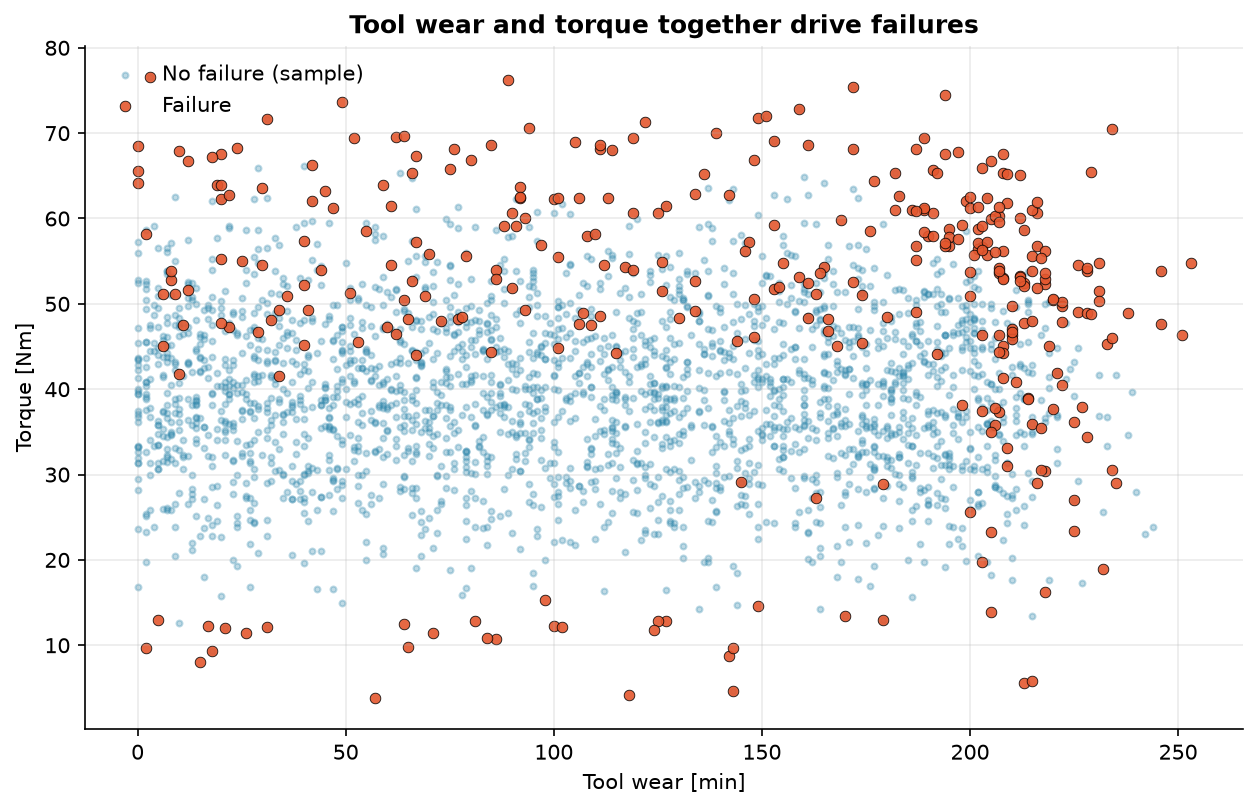 Tool wear and torque together drive failures
80
70
60
50
40
30
20
10
Torque [Nm]
No failure (sample)
Failure
0 50 100 150 200 250
Tool wear [min]